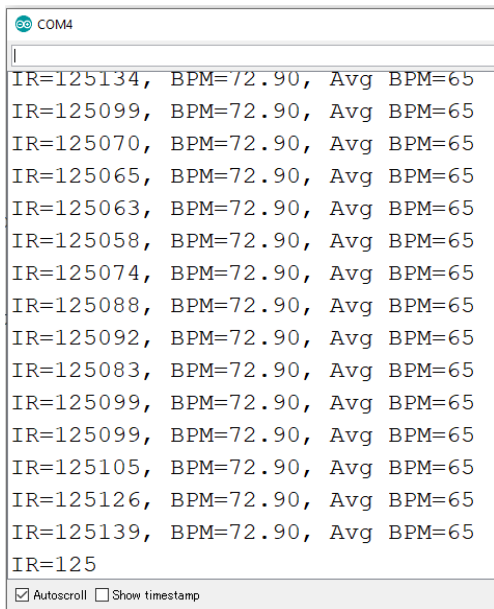 COM4
IR=125134, BPM=72.90, Avg BPM=65
IR=125099, BPM=72.90, Avg BPM=65
IR=125070, BPM=72.90, Avg BPM=65
IR=125065, BPM=72.90, Avg BPM=65
IR=125063, BPM=72.90, Avg BPM=65
IR=125058, BPM=72.90, Avg BPM=65
IR=125074, BPM=72.90, Avg BPM=65
IR=125088, BPM=72.90, Avg BPM=65
IR=125092, BPM=72.90, Avg BPM=65
IR=125083, BPM=72.90, Avg BPM=65
IR=125099, BPM=72.90, Avg BPM=65
IR=125099, BPM=72.90, Avg BPM=65
IR=125105, BPM=72.90, Avg BPM=65
IR=125126, BPM=72.90, Avg BPM=65
IR=125139, BPM=72.90, Avg BPM=65
IR=125
Autoscroll Show timestamp